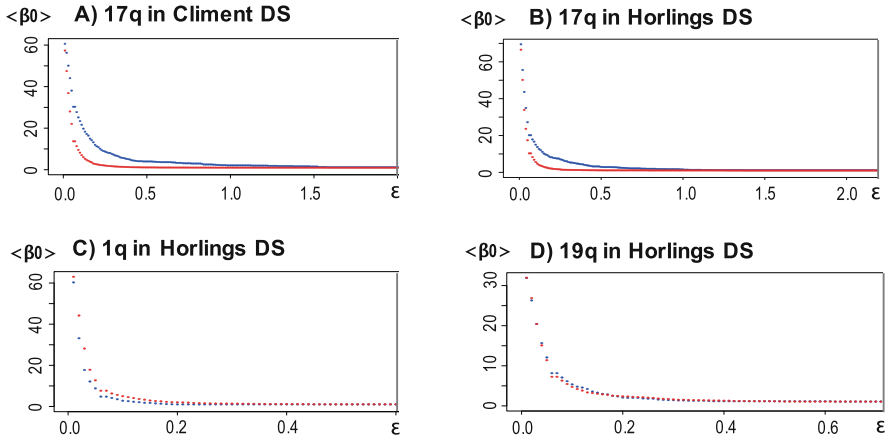 <β0> A) 17q in Climent DS
60
40
20
0
0.0 0.5 1.0 1.5 ε
<β0> B) 17q in Horlings DS
60
40
20
0
0.0 0.5 1.0 2.0 ε
<β0> C) 1q in Horlings DS
60
40
20
0
0.0 0.2 0.4 ε
<β0> D) 19q in Horlings DS
30
20
10
0
0.0 0.2 0.4 0.6 ε